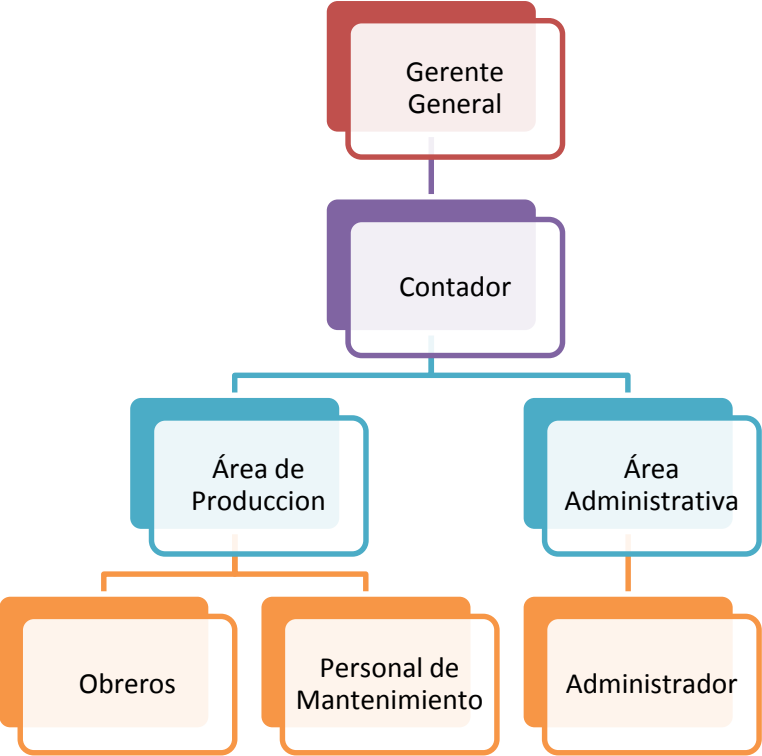 Gerente
General
Contador
Área de
Produccion
Área
Administrativa
Obreros
Personal de
Mantenimiento
Administrador